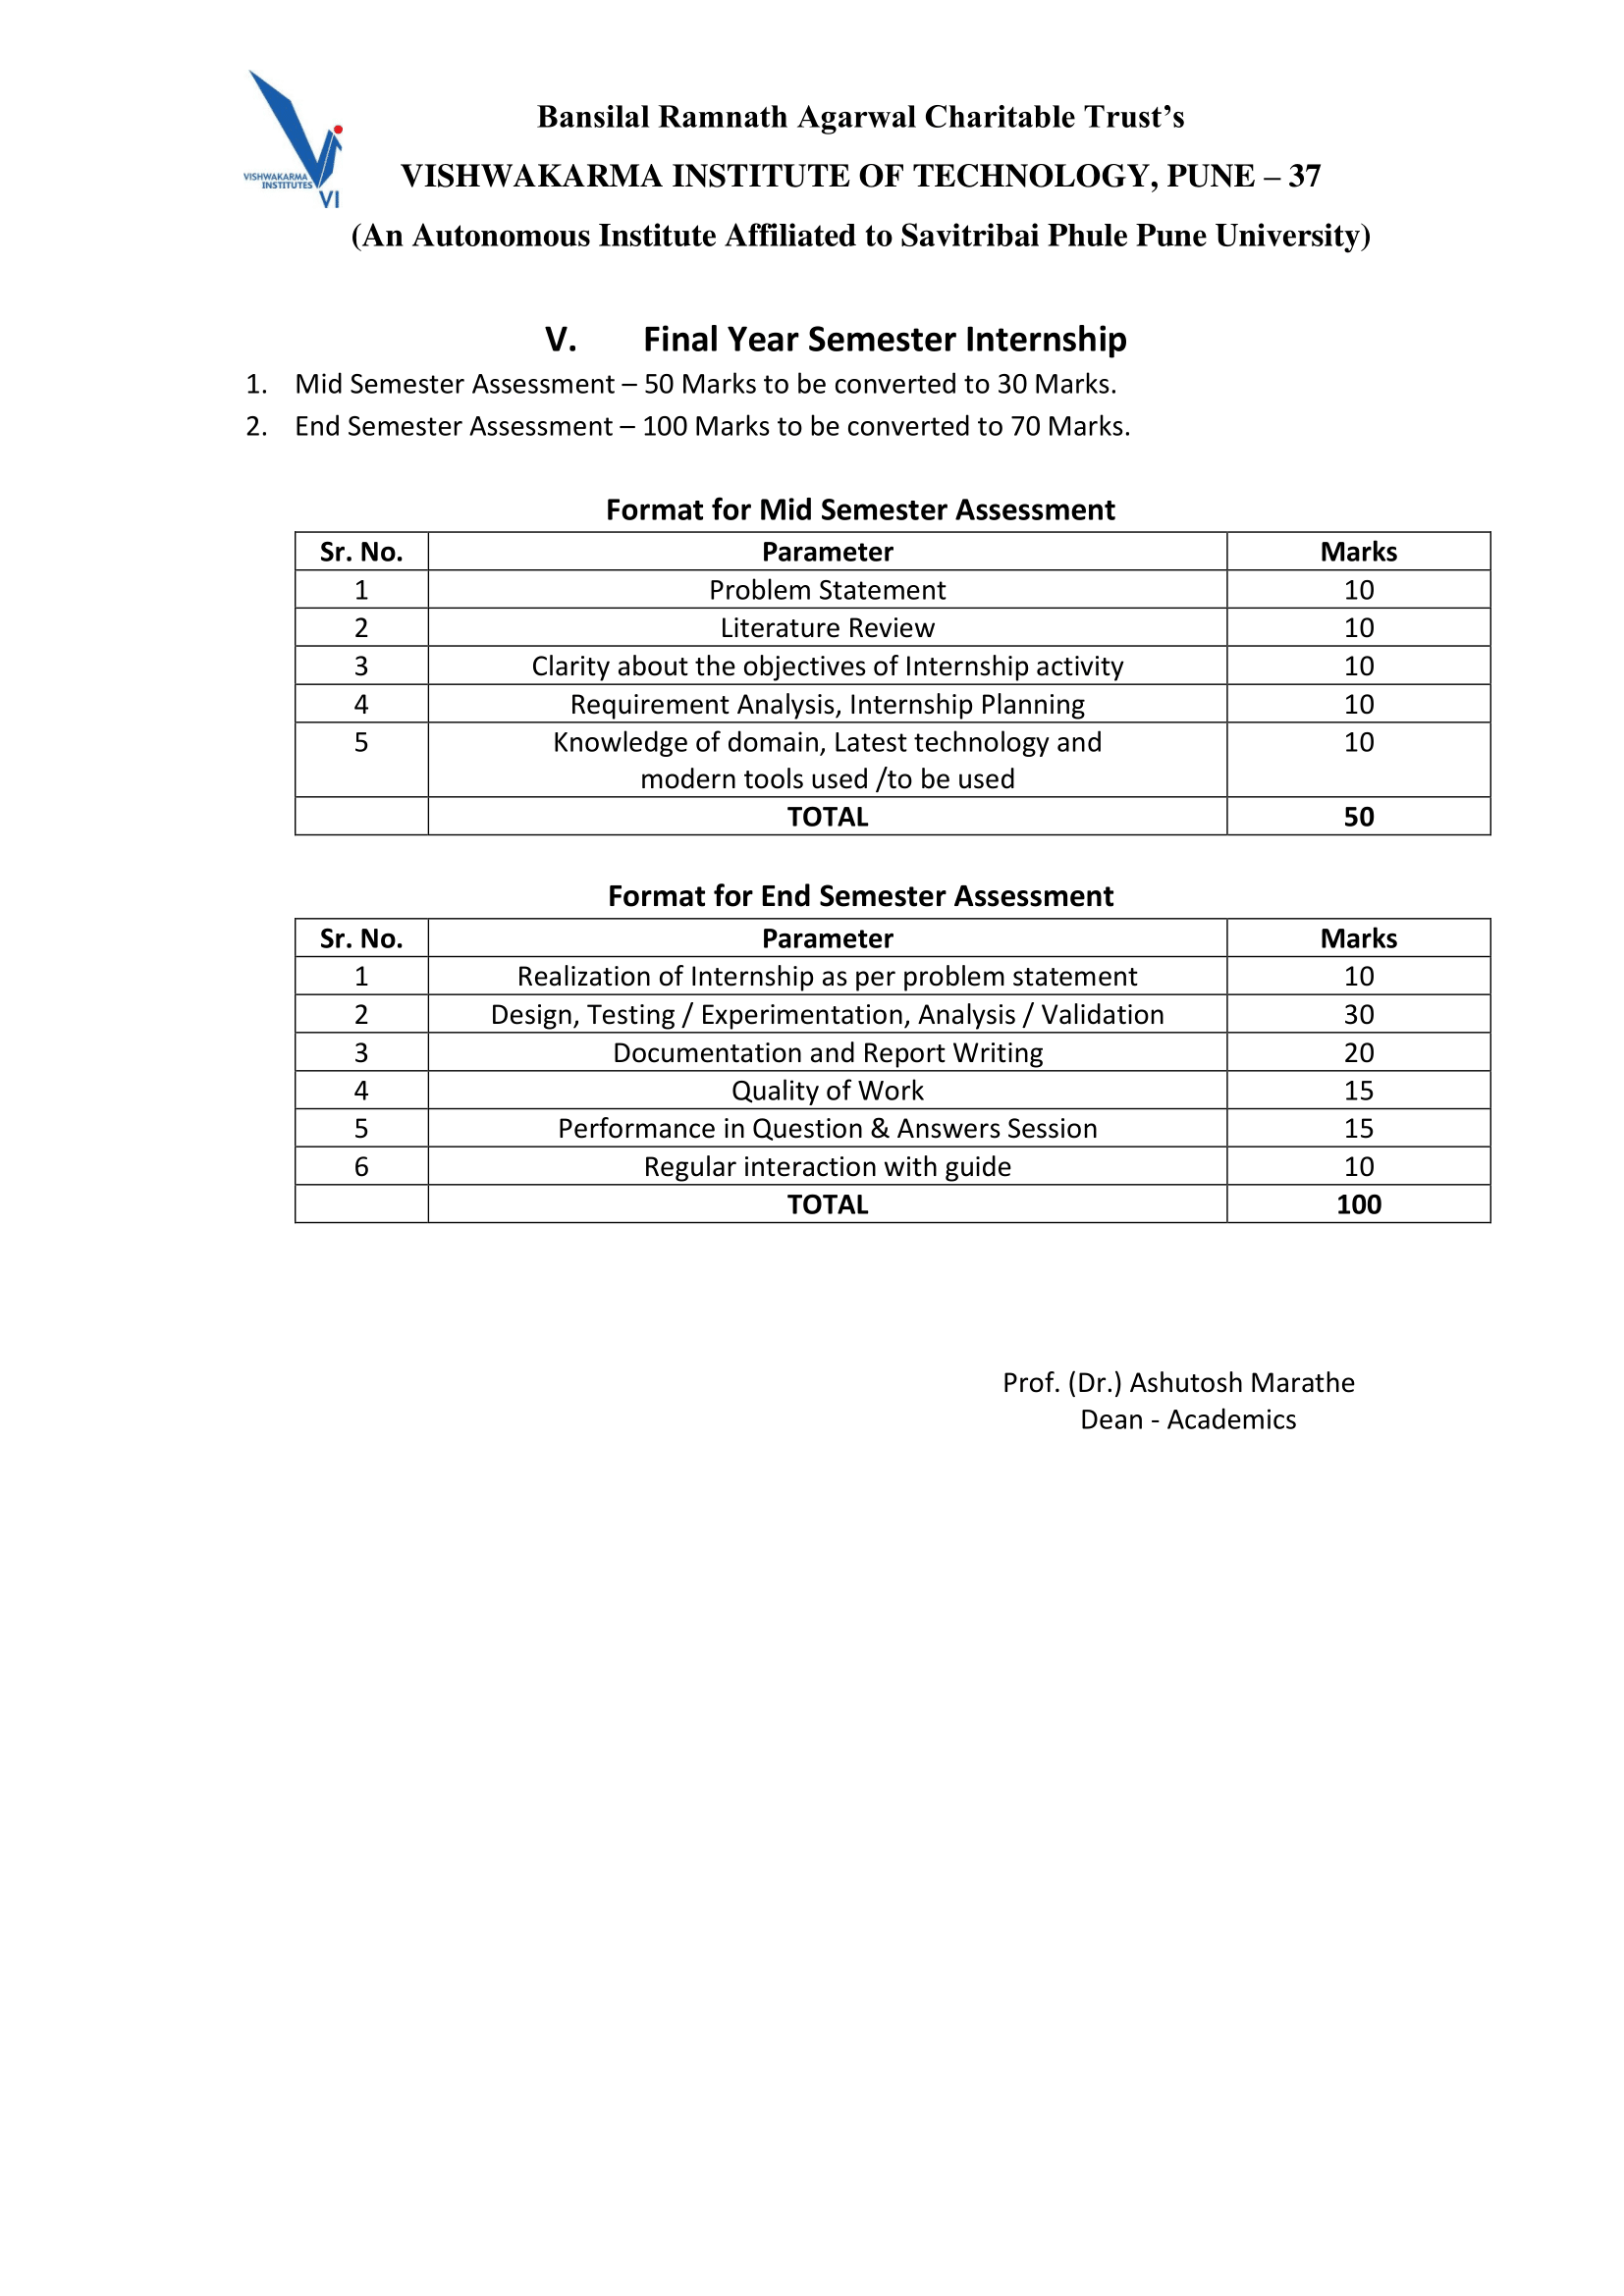 VISHWAKARMA
INSTITUTES
VI
Bansilal Ramnath Agarwal Charitable Trust’s
VISHWAKARMA INSTITUTE OF TECHNOLOGY, PUNE – 37
(An Autonomous Institute Affiliated to Savitribai Phule Pune University)
V. Final Year Semester Internship
1. Mid Semester Assessment – 50 Marks to be converted to 30 Marks.
2. End Semester Assessment – 100 Marks to be converted to 70 Marks.
Format for Mid Semester Assessment
Sr. No. Parameter Marks
1 Problem Statement 10
2 Literature Review 10
3 Clarity about the objectives of Internship activity 10
4 Requirement Analysis, Internship Planning 10
5 Knowledge of domain, Latest technology and 10
modern tools used /to be used
TOTAL 50
Format for End Semester Assessment
Sr. No. Parameter Marks
1 Realization of Internship as per problem statement 10
2 Design, Testing / Experimentation, Analysis / Validation 30
3 Documentation and Report Writing 20
4 Quality of Work 15
5 Performance in Question & Answers Session 15
6 Regular interaction with guide 10
TOTAL 100
Prof. (Dr.) Ashutosh Marathe
Dean - Academics